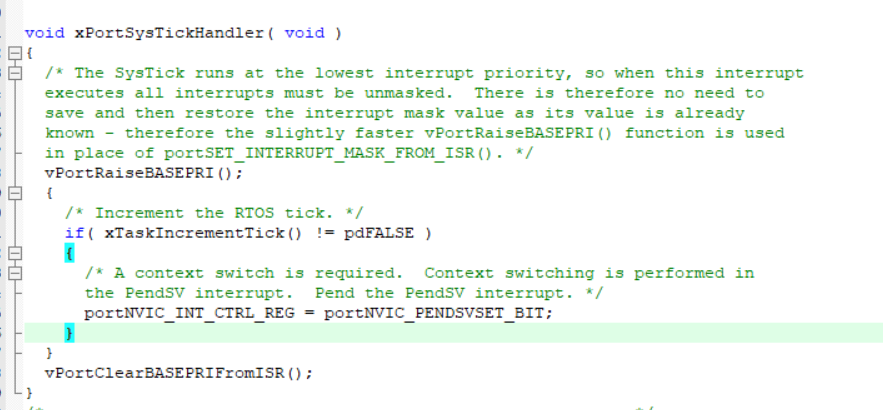 void xPortSysTickHandler( void )
{
/* The SysTick runs at the lowest interrupt priority, so when this interrupt
executes all interrupts must be unmasked.  There is therefore no need to
save and then restore the interrupt mask value as its value is already
known - therefore the slightly faster vPortRaiseBASEPRI() function is used
in place of portSET_INTERRUPT_MASK_FROM_ISR(). */
vPortRaiseBASEPRI();
{
/* Increment the RTOS tick. */
if( xTaskIncrementTick() != pdFALSE )
{
/* A context switch is required.  Context switching is performed in
the PendSV interrupt.  Pend the PendSV interrupt. */
portNVIC_INT_CTRL_REG = portNVIC_PENDSVSET_BIT;
}
}
vPortClearBASEPRIFromISR();
}